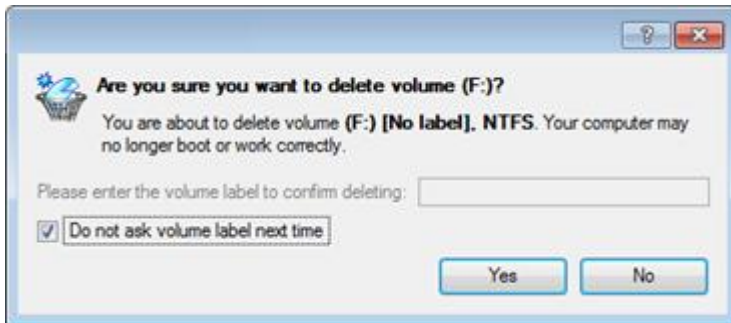 Are you sure you want to delete volume (F:)?
You are about to delete volume (F:) [No label], NTFS. Your computer may
no longer boot or work correctly.
Please enter the volume label to confirm deleting:
Do not ask volume label next time
Yes No